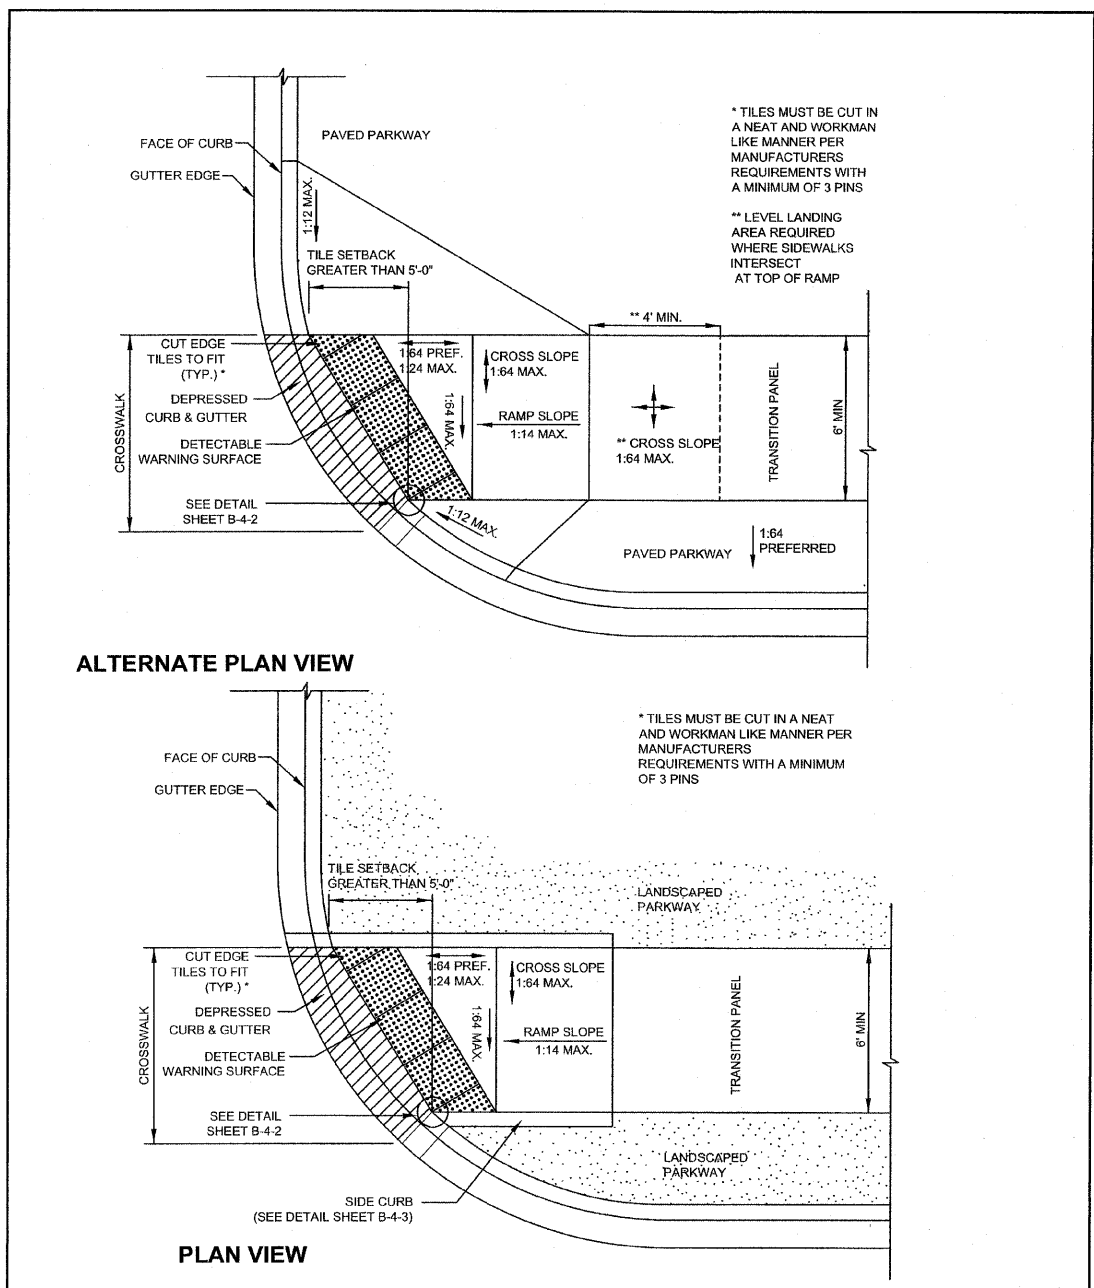 PAVED PARKWAY
FACE OF CURB
GUTTER EDGE
1:12 MAX.
TILE SETBACK
GREATER THAN 5'-0"
* TILES MUST BE CUT IN
A NEAT AND WORKMAN
LIKE MANNER PER
MANUFACTURERS
REQUIREMENTS WITH
A MINIMUM OF 3 PINS
** LEVEL LANDING
AREA REQUIRED
WHERE SIDEWALKS
INTERSECT
AT TOP OF RAMP
** 4' MIN.
CROSSWALK
CUT EDGE
TILES TO FIT
(TYP.) *
DEPRESSED
CURB & GUTTER
DETECTABLE
WARNING SURFACE
SEE DETAIL
SHEET B-4-2
1:64 PREF.
1:24 MAX.
1:64 MAX.
CROSS SLOPE
1:64 MAX.
RAMP SLOPE
1:14 MAX.
** CROSS SLOPE
1:64 MAX.
TRANSITION PANEL
6' MIN
1:12 MAX.
PAVED PARKWAY
1:64
PREFERRED
ALTERNATE PLAN VIEW
* TILES MUST BE CUT IN A NEAT
AND WORKMAN LIKE MANNER PER
MANUFACTURERS
REQUIREMENTS WITH A MINIMUM
OF 3 PINS
FACE OF CURB
GUTTER EDGE
TILE SETBACK
GREATER THAN 5'-0"
LANDSCAPED
PARKWAY
CROSSWALK
CUT EDGE
TILES TO FIT
(TYP.) *
DEPRESSED
CURB & GUTTER
DETECTABLE
WARNING SURFACE
SEE DETAIL
SHEET B-4-2
1:64 PREF.
1:24 MAX.
1:64 MAX.
CROSS SLOPE
1:64 MAX.
RAMP SLOPE
1:14 MAX.
TRANSITION PANEL
6' MIN
LANDSCAPED
PARKWAY
SIDE CURB
(SEE DETAIL SHEET B-4-3)
PLAN VIEW